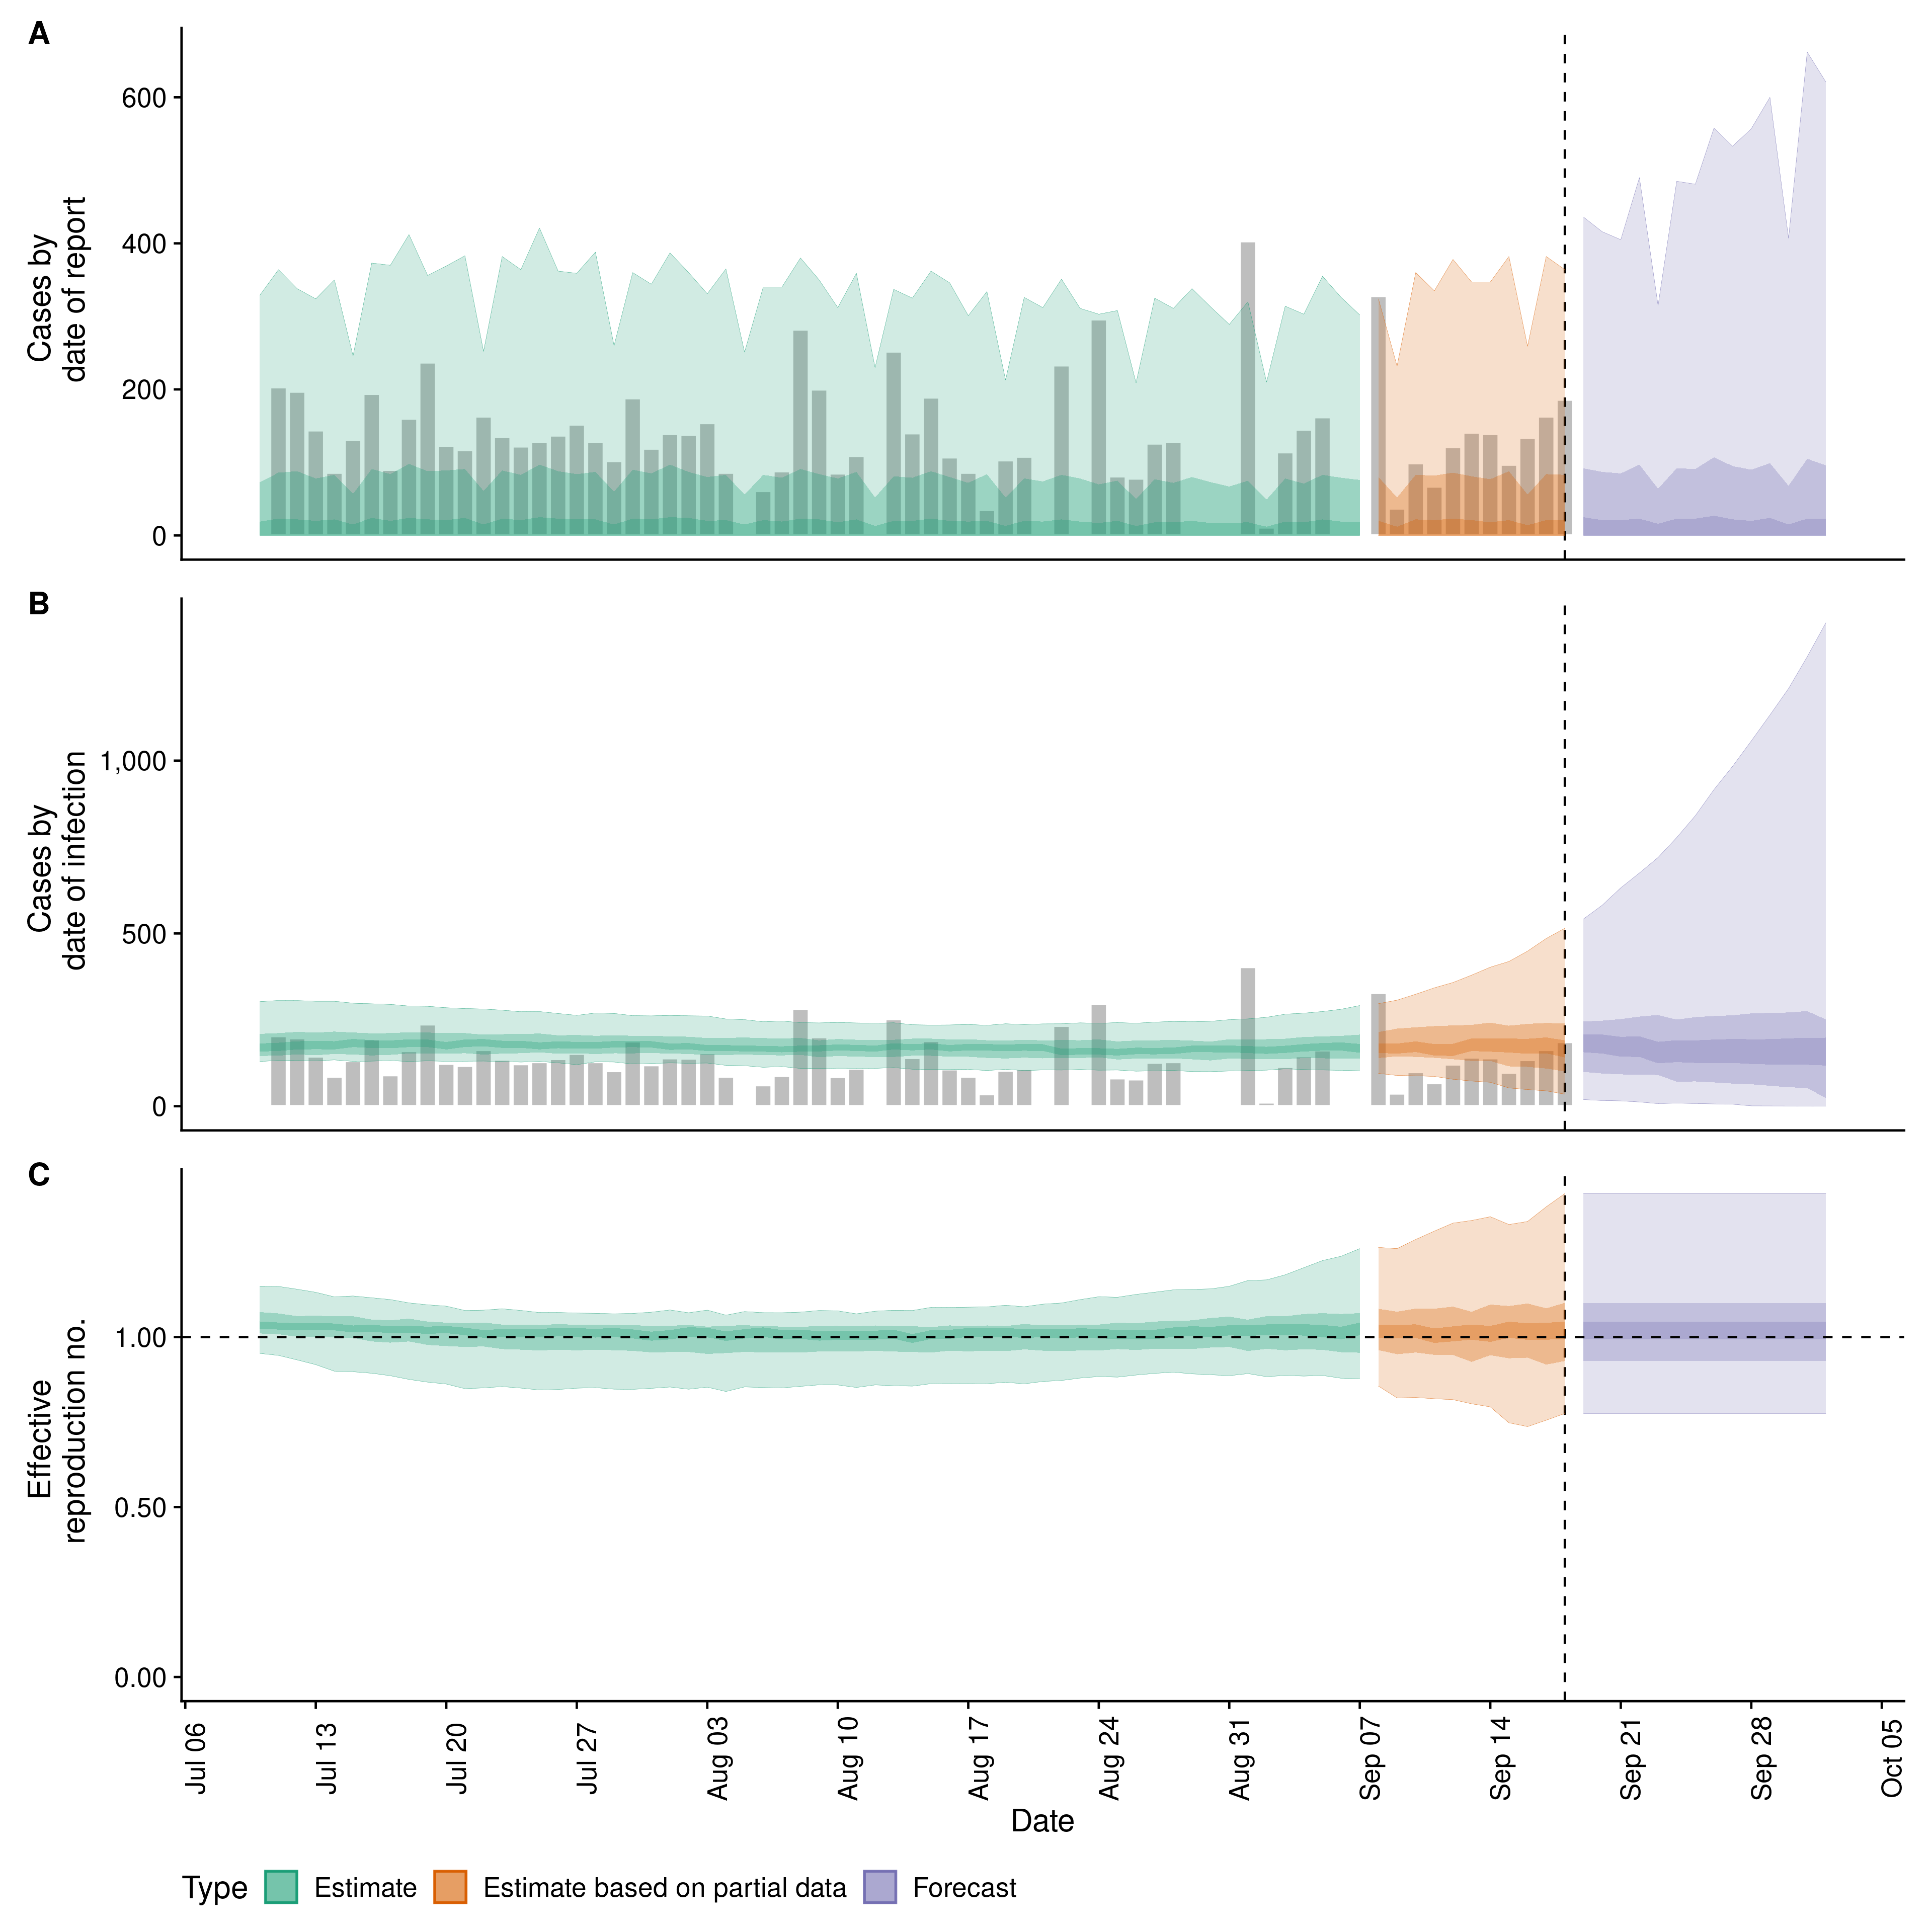 A
Cases by
date of report
600
400
200
0
B
Cases by
date of infection
1,000
500
0
C
Effective
reproduction no.
1.00
0.50
0.00
Jul 06
Jul 13
Jul 20
Jul 27
Aug 03
Aug 10
Aug 17
Aug 24
Aug 31
Sep 07
Sep 14
Sep 21
Sep 28
Oct 05
Date
Type
Estimate
Estimate based on partial data
Forecast